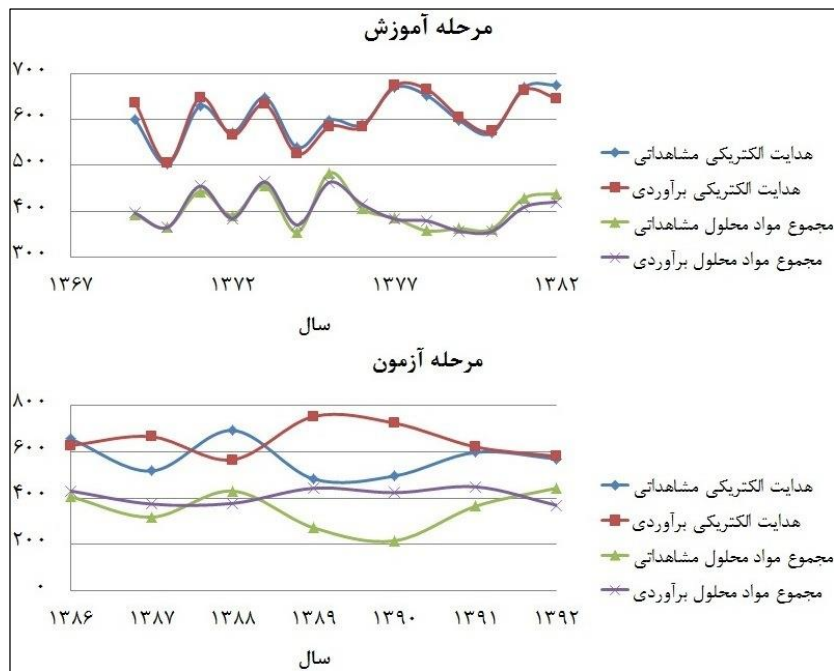 مرحله آموزش
۷۰۰
۶۰۰
۵۰۰
۴۰۰
۳۰۰
۱۳۶۷ ۱۳۷۲ ۱۳۷۷ ۱۳۸۲
سال
هدایت الکتریکی مشاهداتی
هدایت الکتریکی برآوردی
مجموع مواد محلول مشاهداتی
مجموع مواد محلول برآوردی
مرحله آزمون
۸۰۰
۶۰۰
۴۰۰
۲۰۰
۰
۱۳۸۶ ۱۳۸۷ ۱۳۸۸ ۱۳۸۹ ۱۳۹۰ ۱۳۹۱ ۱۳۹۲
سال
هدایت الکتریکی مشاهداتی
هدایت الکتریکی برآوردی
مجموع مواد محلول مشاهداتی
مجموع مواد محلول برآوردی